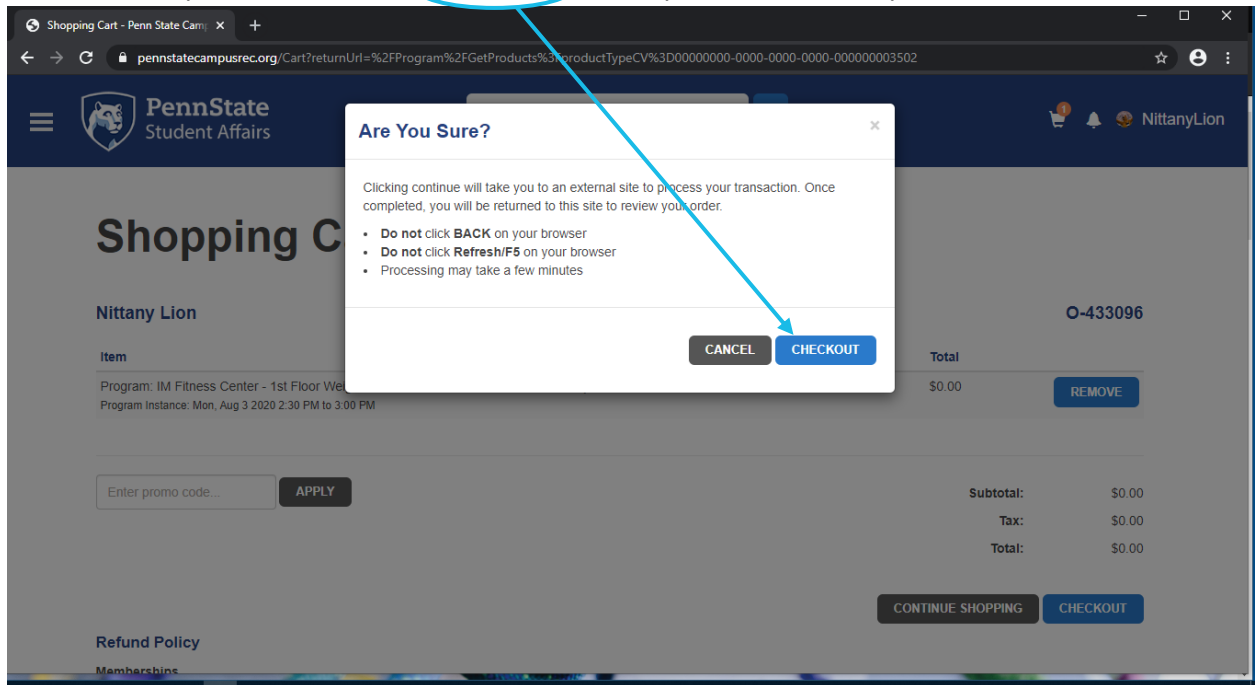 Shopping Cart - Penn State Cam
pennstatecampusrec.org/Cart?returnUrl=%2FProgram%2FGetProducts%3FproductTypeCV%3D00000000-0000-0000-0000-000000003502
PennState
Student Affairs
1
NittanyLion
Are You Sure?
Clicking continue will take you to an external site to process your transaction. Once
completed, you will be returned to this site to review your order.
• Do not click BACK on your browser
• Do not click Refresh/F5 on your browser
• Processing may take a few minutes
CANCEL
CHECKOUT
Shopping C
Nittany Lion
O-433096
Item
Total
Program: IM Fitness Center - 1st Floor We
$0.00
REMOVE
Program Instance: Mon, Aug 3 2020 2:30 PM to 3:00 PM
Enter promo code...
APPLY
Subtotal: $0.00
Tax: $0.00
Total: $0.00
CONTINUE SHOPPING
CHECKOUT
Refund Policy
Memberships